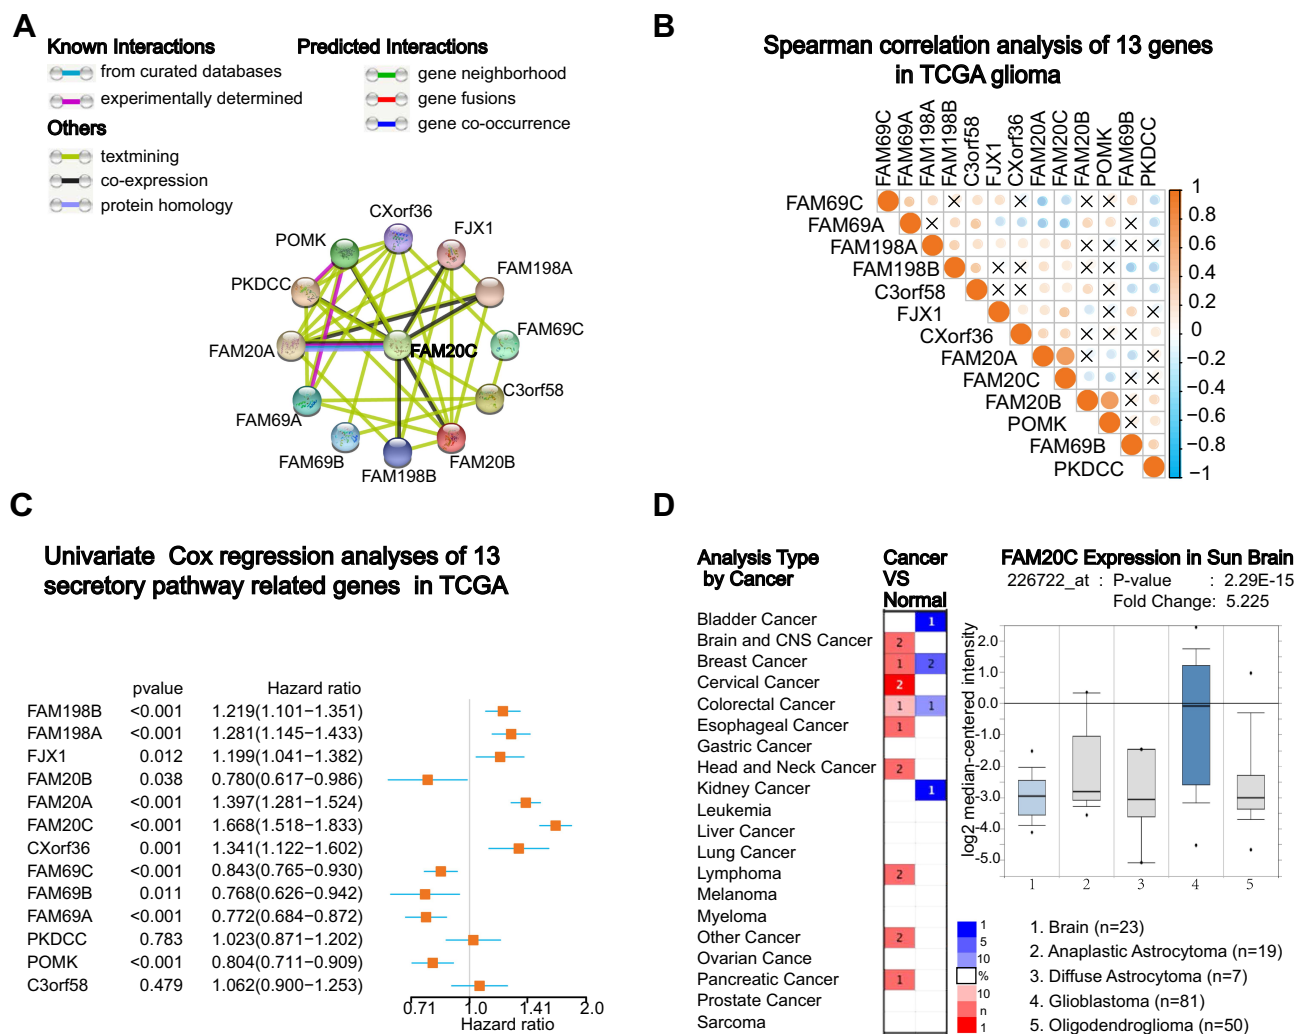 A
Known Interactions
from curated databases
experimentally determined
Others
textmining
co-expression
protein homology
Predicted Interactions
gene neighborhood
gene fusions
gene co-occurrence
CXorf36
POMK
FJX1
FAM198A
PKDCC
FAM69C
FAM20A
FAM20C
C3orf58
FAM69A
FAM69B
FAM198B
FAM20B
B
Spearman correlation analysis of 13 genes
in TCGA glioma
FAM69C
FAM69A
FAM198A
FAM198B
C3orf58
FJX1
CXorf36
FAM20A
FAM20C
FAM20B
POMK
FAM69B
PKDCC
FAM69C
FAM69A
FAM198A
FAM198B
C3orf58
FJX1
CXorf36
FAM20A
FAM20C
FAM20B
POMK
FAM69B
PKDCC
1
0.8
0.6
0.4
0.2
0
−0.2
−0.4
−0.6
−0.8
−1
C
Univariate Cox regression analyses of 13
secretory pathway related genes in TCGA
pvalue Hazard ratio
FAM198B <0.001 1.219(1.101−1.351)
FAM198A <0.001 1.281(1.145−1.433)
FJX1 0.012 1.199(1.041−1.382)
FAM20B 0.038 0.780(0.617−0.986)
FAM20A <0.001 1.397(1.281−1.524)
FAM20C <0.001 1.668(1.518−1.833)
CXorf36 0.001 1.341(1.122−1.602)
FAM69C <0.001 0.843(0.765−0.930)
FAM69B 0.011 0.768(0.626−0.942)
FAM69A <0.001 0.772(0.684−0.872)
PKDCC 0.783 1.023(0.871−1.202)
POMK <0.001 0.804(0.711−0.909)
C3orf58 0.479 1.062(0.900−1.253)
0.71 1.0 1.41 2.0
Hazard ratio
D
Analysis Type
by Cancer
Cancer
VS
Normal
Bladder Cancer 1
Brain and CNS Cancer 2
Breast Cancer 1 2
Cervical Cancer 2
Colorectal Cancer 1 1
Esophageal Cancer 1
Gastric Cancer
Head and Neck Cancer 2
Kidney Cancer 1
Leukemia
Liver Cancer
Lung Cancer
Lymphoma 2
Melanoma
Myeloma
Other Cancer 2
Ovarian Cance
Pancreatic Cancer 1
Prostate Cancer
Sarcoma
1
5
10
%
10
n
1
FAM20C Expression in Sun Brain
226722_at : P-value : 2.29E-15
Fold Change: 5.225
log2 median-centered intensity
2.0
1.0
0.0
-1.0
-2.0
-3.0
-4.0
-5.0
1 2 3 4 5
1. Brain (n=23)
2. Anaplastic Astrocytoma (n=19)
3. Diffuse Astrocytoma (n=7)
4. Glioblastoma (n=81)
5. Oligodendroglioma (n=50)